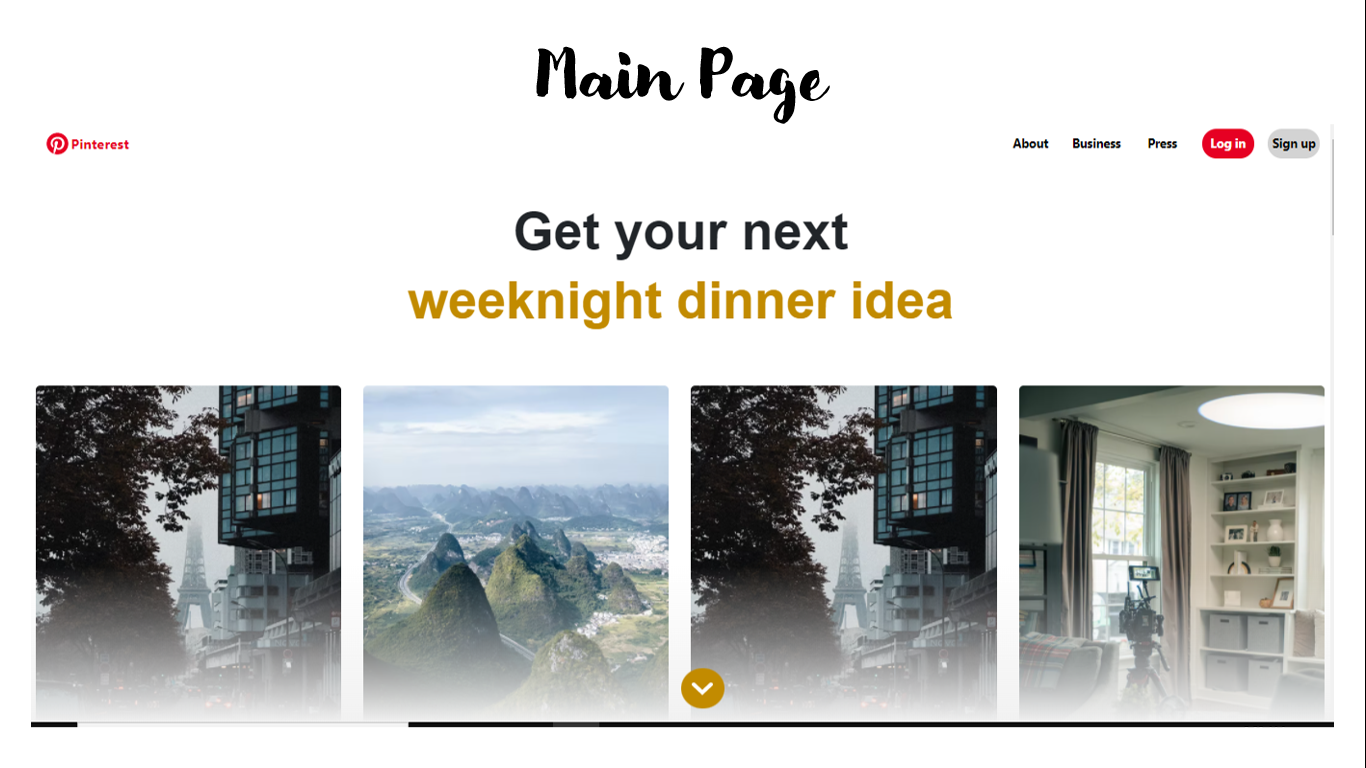 Main Page
Pinterest
About Business Press Log in Sign up
Get your next
weeknight dinner idea